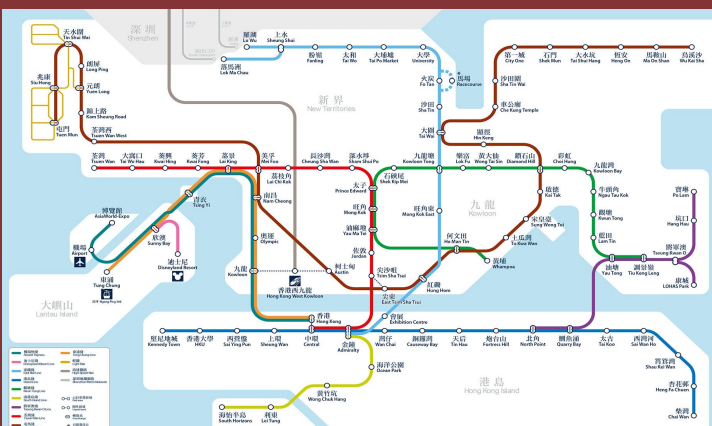 深圳
Shenzhen
羅湖
Lo Wu
上水
Sheung Shui
粉嶺
Fanling
太和
Tai Wo
大埔墟
Tai Po Market
大學
University
落馬洲
Lok Ma Chau
第一城
City One
石門
Shek Mun
大水坑
Tai Shui Hang
恆安
Heng On
馬鞍山
Ma On Shan
烏溪沙
Wu Kai Sha
天水圍
Tin Shui Wai
朗屏
Long Ping
兆康
Siu Hong
元朗
Yuen Long
錦上路
Kam Sheung Road
屯門
Tuen Mun
新界
New Territories
火炭
Fo Tan
馬場
Racecourse
沙田
Sha Tin
大圍
Tai Wai
沙田圍
Sha Tin Wai
車公廟
Che Kung Temple
顯徑
Hin Keng
荃灣西
Tsuen Wan West
荃灣
Tsuen Wan
大窩口
Tai Wo Hau
葵興
Kwai Hing
葵芳
Kwai Fong
荔景
Lai King
美孚
Mei Foo
荔枝角
Lai Chi Kok
長沙灣
Cheung Sha Wan
深水埗
Sham Shui Po
九龍塘
Kowloon Tong
樂富
Lok Fu
黃大仙
Wong Tai Sin
鑽石山
Diamond Hill
彩虹
Choi Hung
石硤尾
Shek Kip Mei
九龍灣
Kowloon Bay
太子
Prince Edward
啟德
Kai Tak
牛頭角
Ngau Tau Kok
寶琳
Po Lam
青衣
Tsing Yi
南昌
Nam Cheong
旺角
Mong Kok
旺角東
Mong Kok East
九龍
Kowloon
宋皇臺
Sung Wong Toi
觀塘
Kwun Tong
坑口
Hang Hau
博覽館
AsiaWorld-Expo
欣澳
Sunny Bay
奧運
Olympic
油麻地
Yau Ma Tei
何文田
Ho Man Tin
土瓜灣
To Kwa Wan
藍田
Lam Tin
將軍澳
Tseung Kwan O
機場
Airport
迪士尼
Disneyland Resort
東涌
Tung Chung
九龍
Kowloon
柯士甸
Austin
佐敦
Jordan
黃埔
Whampoa
油塘
Yau Tong
調景嶺
Tiu Keng Leng
康城
LOHAS Park
香港西九龍
Hong Kong West Kowloon
尖沙咀
Tsim Sha Tsui
尖東
East Tsim Sha Tsui
紅磡
Hung Hom
大嶼山
Lantau Island
香港
Hong Kong
會展
Exhibition Centre
堅尼地城
Kennedy Town
香港大學
HKU
西營盤
Sai Ying Pun
上環
Sheung Wan
中環
Central
金鐘
Admiralty
灣仔
Wan Chai
銅鑼灣
Causeway Bay
天后
Tin Hau
炮台山
Fortress Hill
北角
North Point
鰂魚涌
Quarry Bay
太古
Tai Koo
西灣河
Sai Wan Ho
筲箕灣
Shau Kei Wan
杏花邨
Heng Fa Chuen
柴灣
Chai Wan
海洋公園
Ocean Park
黃竹坑
Wong Chuk Hang
港島
Hong Kong Island
海怡半島
South Horizons
利東
Lei Tung